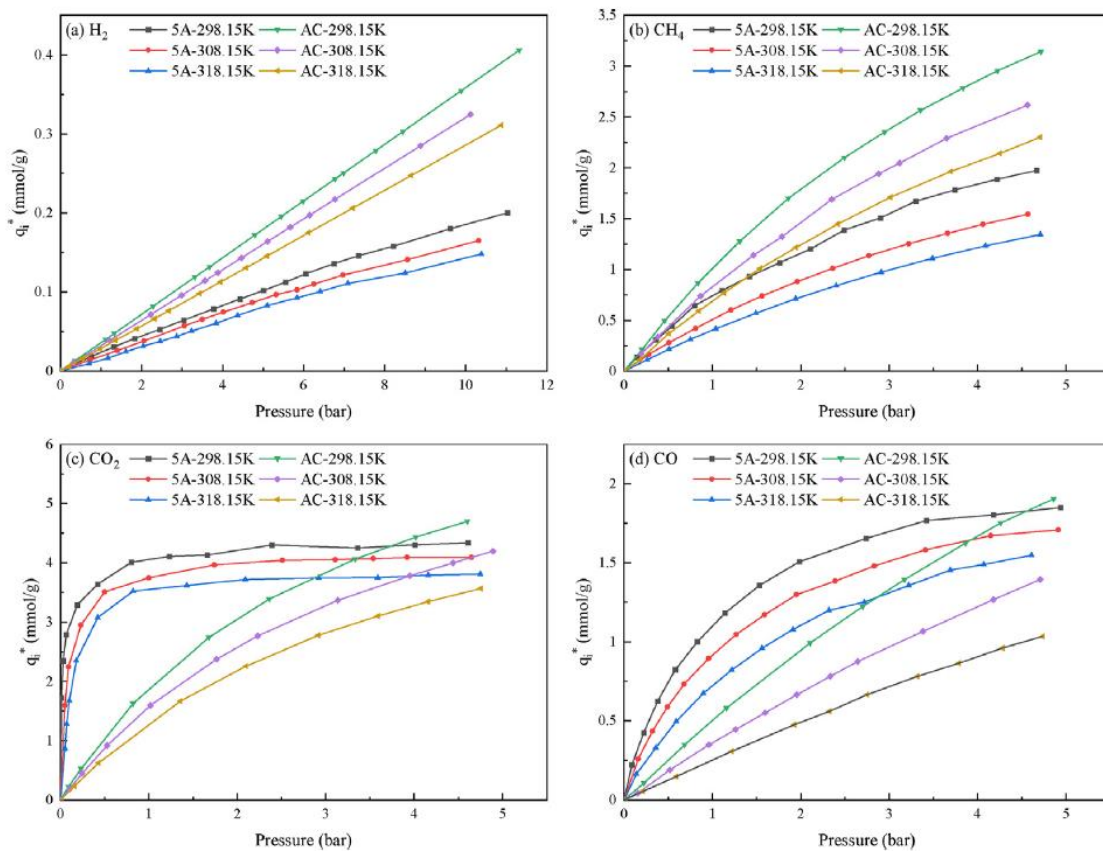 (a) H₂
5A-298.15K AC-298.15K
5A-308.15K AC-308.15K
5A-318.15K AC-318.15K
0.4
0.3
0.2
0.1
0
qᵢ* (mmol/g)
0 2 4 6 8 10 12
Pressure (bar)
(b) CH₄
5A-298.15K AC-298.15K
5A-308.15K AC-308.15K
5A-318.15K AC-318.15K
3.5
3
2.5
2
1.5
1
0.5
0
qᵢ* (mmol/g)
0 1 2 3 4 5
Pressure (bar)
(c) CO₂
5A-298.15K AC-298.15K
5A-308.15K AC-308.15K
5A-318.15K AC-318.15K
6
5
4
3
2
1
0
qᵢ* (mmol/g)
0 1 2 3 4 5
Pressure (bar)
(d) CO
5A-298.15K AC-298.15K
5A-308.15K AC-308.15K
5A-318.15K AC-318.15K
2
1.5
1
0.5
0
qᵢ* (mmol/g)
0 1 2 3 4 5
Pressure (bar)